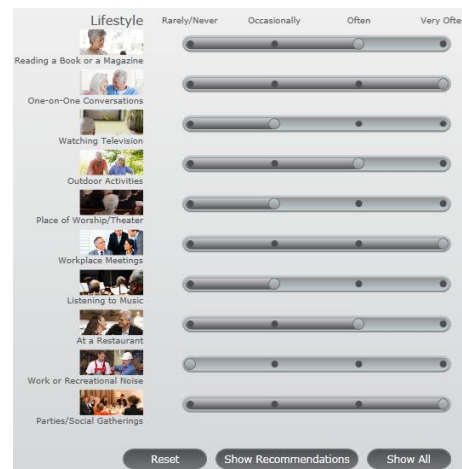 Lifestyle
Rarely/Never Occasionally Often Very Ofte
Reading a Book or a Magazine
One-on-One Conversations
Watching Television
Outdoor Activities
Place of Worship/Theater
Workplace Meetings
Listening to Music
At a Restaurant
Work or Recreational Noise
Parties/Social Gatherings
Reset Show Recommendations Show All